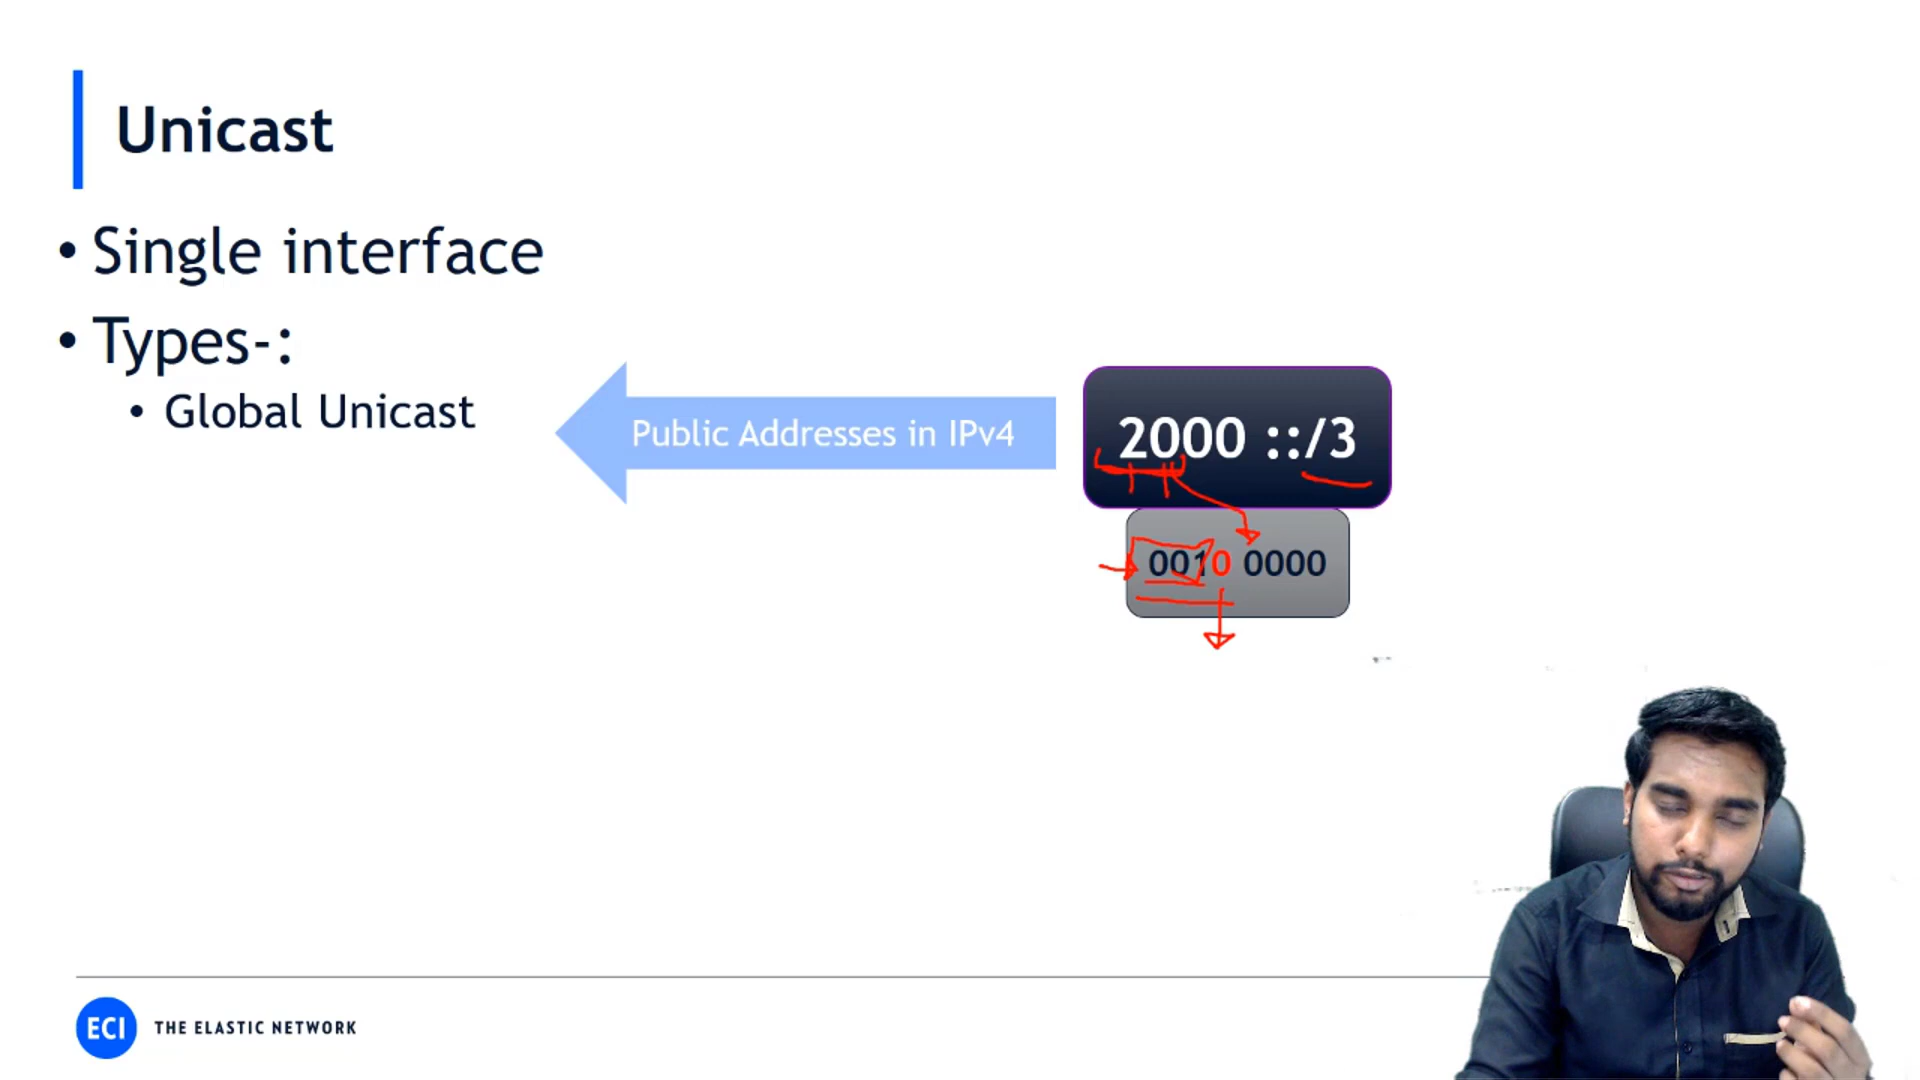 Unicast
• Single interface
• Types-:
• Global Unicast
Public Addresses in IPv4
2000 ::/3
0010 0000
ECI THE ELASTIC NETWORK